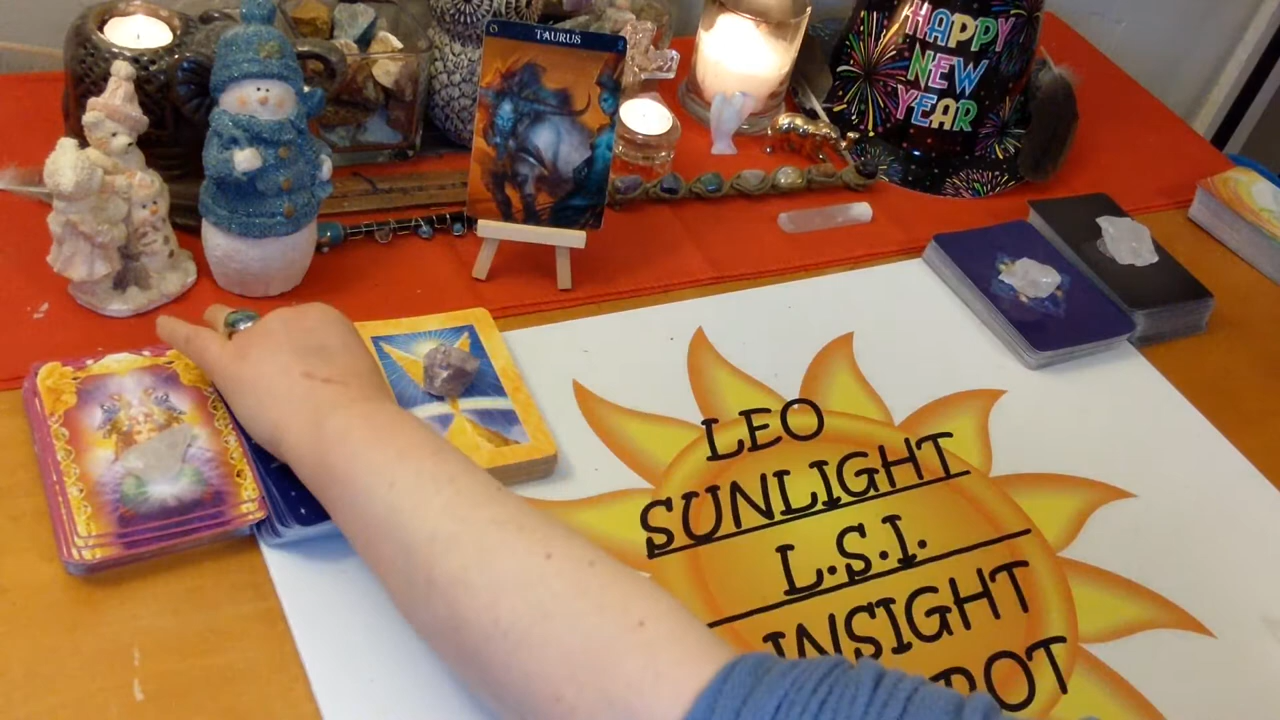 TAURUS
HAPPY
NEW
YEAR
LEO
SUNLIGHT
L.S.I.
INSIGHT